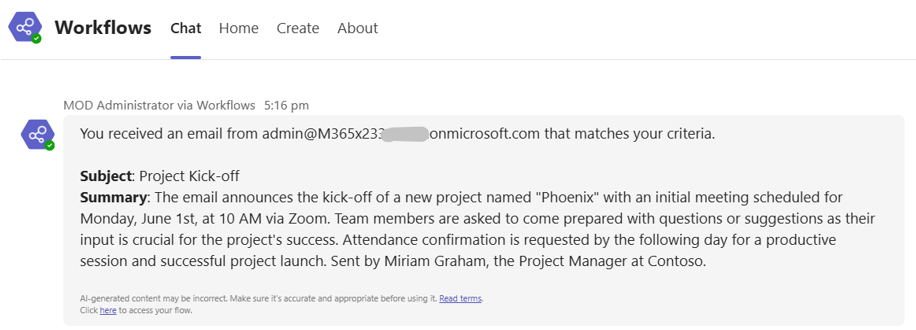 Workflows Chat Home Create About
MOD Administrator via Workflows 5:16 pm
You received an email from admin@M365x233 onmicrosoft.com that matches your criteria.
Subject: Project Kick-off
Summary: The email announces the kick-off of a new project named "Phoenix" with an initial meeting scheduled for
Monday, June 1st, at 10 AM via Zoom. Team members are asked to come prepared with questions or suggestions as their
input is crucial for the project's success. Attendance confirmation is requested by the following day for a productive
session and successful project launch. Sent by Miriam Graham, the Project Manager at Contoso.
AI-generated content may be incorrect. Make sure it's accurate and appropriate before using it. Read terms.
Click here to access your flow.